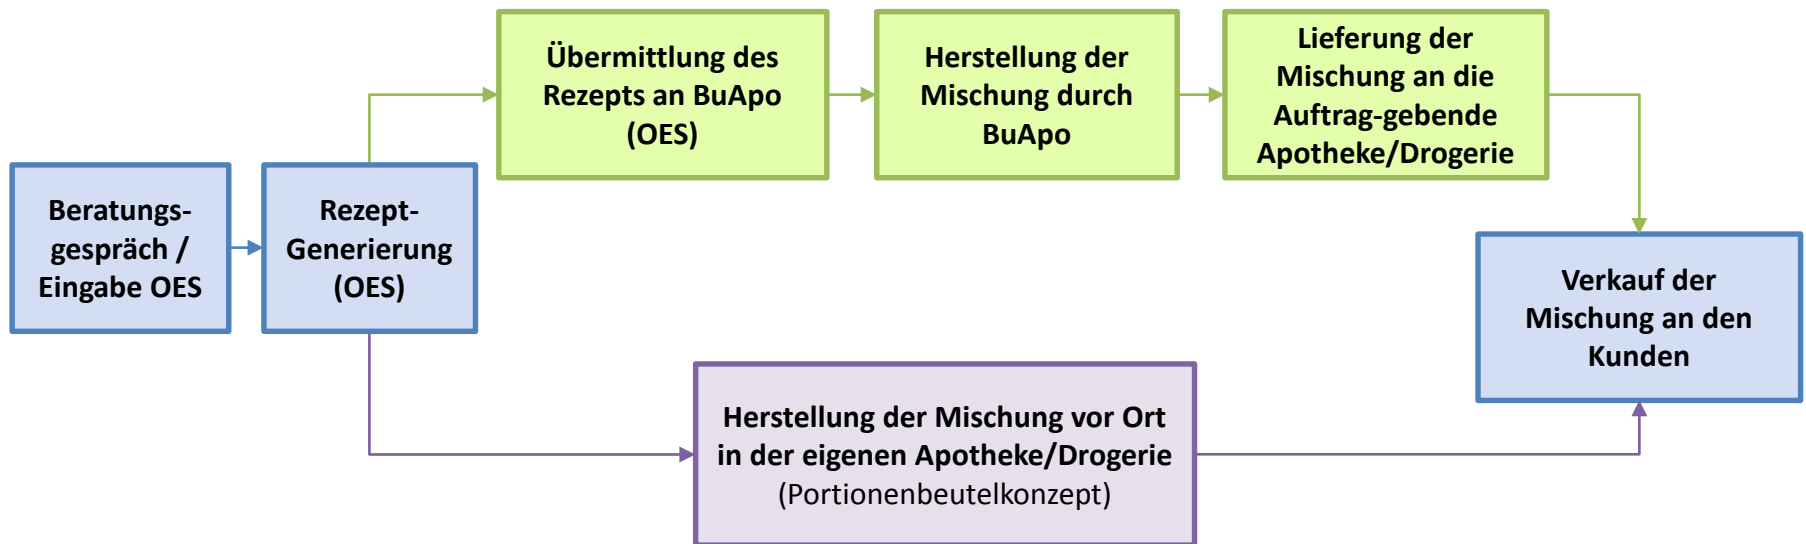 Übermittlung des
Rezepts an BuApo
(OES)
Herstellung der
Mischung durch
BuApo
Lieferung der
Mischung an die
Auftrag-gebende
Apotheke/Drogerie
Beratungs-
gespräch /
Eingabe OES
Rezept-
Generierung
(OES)
Verkauf der
Mischung an den
Kunden
Herstellung der Mischung vor Ort
in der eigenen Apotheke/Drogerie
(Portionenbeutelkonzept)